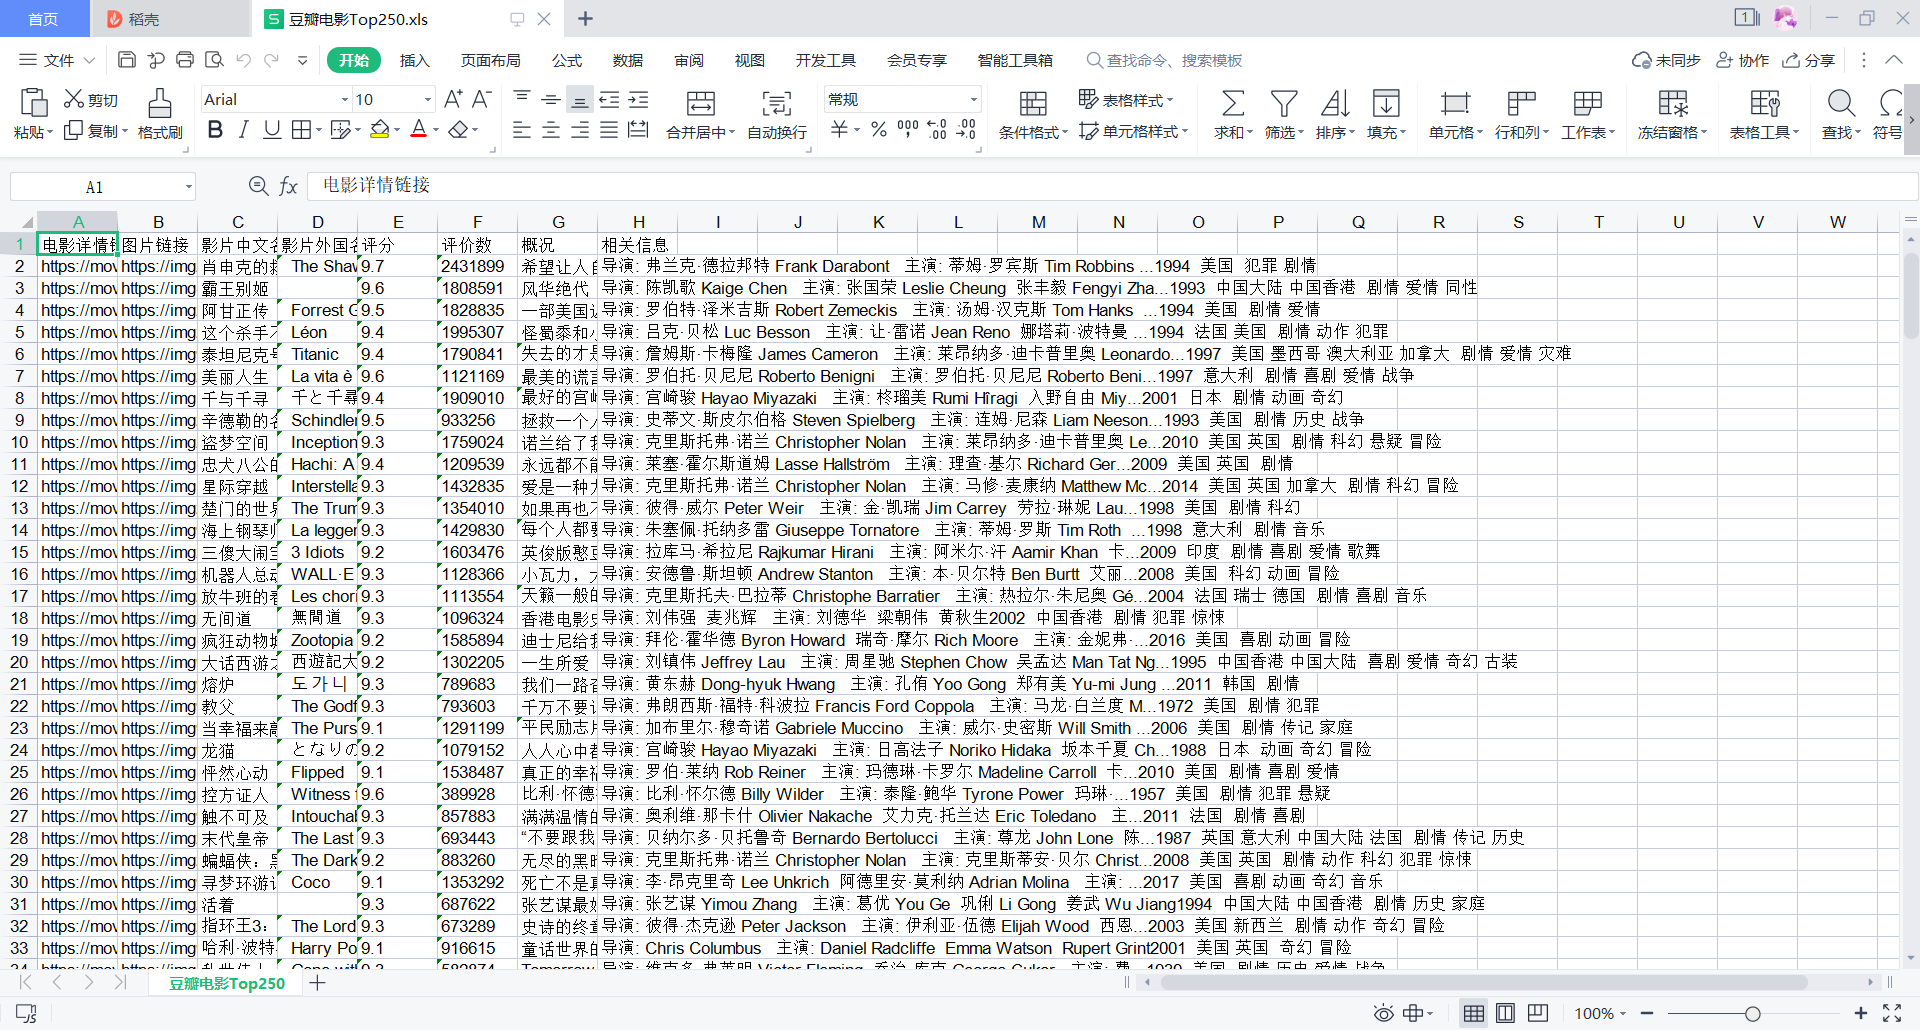 首页 稻壳 豆瓣电影Top250.xls
文件 开始 插入 页面布局 公式 数据 审阅 视图 开发工具 会员专享 智能工具箱 查找命令、搜索模板 未同步 协作 分享
粘贴 剪切 复制 格式刷 Arial 10 合并居中 自动换行 常规 条件格式 表格样式 单元格样式 求和 筛选 排序 填充 单元格 行和列 工作表 冻结窗格 表格工具 查找 符号
A1 fx 电影详情链接
A B C D E F G H I J K L M N O P Q R S T U V W
1 电影详情 图片链接 影片中文 影片外国 评分 评价数 概况 相关信息
2 https://mov https://img 肖申克的 The Shaw 9.7 2431899 希望让人 导演: 弗兰克·德拉邦特 Frank Darabont 主演: 蒂姆·罗宾斯 Tim Robbins ...1994 美国 犯罪 剧情
3 https://mov https://img 霸王别姬 9.6 1808591 风华绝代 导演: 陈凯歌 Kaige Chen 主演: 张国荣 Leslie Cheung 张丰毅 Fengyi Zha...1993 中国大陆 中国香港 剧情 爱情 同性
4 https://mov https://img 阿甘正传 Forrest G 9.5 1828835 一部美国 导演: 罗伯特·泽米吉斯 Robert Zemeckis 主演: 汤姆·汉克斯 Tom Hanks ...1994 美国 剧情 爱情
5 https://mov https://img 这个杀手 Léon 9.4 1995307 怪蜀黍和 导演: 吕克·贝松 Luc Besson 主演: 让·雷诺 Jean Reno 娜塔莉·波特曼 ...1994 法国 美国 剧情 动作 犯罪
6 https://mov https://img 泰坦尼克 Titanic 9.4 1790841 失去的才 导演: 詹姆斯·卡梅隆 James Cameron 主演: 莱昂纳多·迪卡普里奥 Leonardo...1997 美国 墨西哥 澳大利亚 加拿大 剧情 爱情 灾难
7 https://mov https://img 美丽人生 La vita è 9.6 1121169 最美的谎 导演: 罗伯托·贝尼尼 Roberto Benigni 主演: 罗伯托·贝尼尼 Roberto Beni...1997 意大利 剧情 喜剧 爱情 战争
8 https://mov https://img 千与千寻 千と千尋 9.4 1909010 最好的宫 导演: 宫崎骏 Hayao Miyazaki 主演: 柊瑠美 Rumi Hîragi 入野自由 Miy...2001 日本 剧情 动画 奇幻
9 https://mov https://img 辛德勒的 Schindler 9.5 933256 拯救一个 导演: 史蒂文·斯皮尔伯格 Steven Spielberg 主演: 连姆·尼森 Liam Neeson...1993 美国 剧情 历史 战争
10 https://mov https://img 盗梦空间 Inception 9.3 1759024 诺兰给了 导演: 克里斯托弗·诺兰 Christopher Nolan 主演: 莱昂纳多·迪卡普里奥 Le...2010 美国 英国 剧情 科幻 悬疑 冒险
11 https://mov https://img 忠犬八公 Hachi: A 9.4 1209539 永远都不 导演: 莱塞·霍尔斯道姆 Lasse Hallström 主演: 理查·基尔 Richard Ger...2009 美国 英国 剧情
12 https://mov https://img 星际穿越 Interstella 9.3 1432835 爱是一种 导演: 克里斯托弗·诺兰 Christopher Nolan 主演: 马修·麦康纳 Matthew Mc...2014 美国 英国 加拿大 剧情 科幻 冒险
13 https://mov https://img 楚门的世 The Trum 9.3 1354010 如果再也 导演: 彼得·威尔 Peter Weir 主演: 金·凯瑞 Jim Carrey 劳拉·琳妮 Lau...1998 美国 剧情 科幻
14 https://mov https://img 海上钢琴 La legger 9.3 1429830 每个人都 导演: 朱塞佩·托纳多雷 Giuseppe Tornatore 主演: 蒂姆·罗斯 Tim Roth ...1998 意大利 剧情 音乐
15 https://mov https://img 三傻大闹 3 Idiots 9.2 1603476 英俊版憨 导演: 拉库马·希拉尼 Rajkumar Hirani 主演: 阿米尔·汗 Aamir Khan 卡...2009 印度 剧情 喜剧 爱情 歌舞
16 https://mov https://img 机器人总 WALL·E 9.3 1128366 小瓦力, 导演: 安德鲁·斯坦顿 Andrew Stanton 主演: 本·贝尔特 Ben Burtt 艾丽...2008 美国 科幻 动画 冒险
17 https://mov https://img 放牛班的 Les chori 9.3 1113554 天籁一般 导演: 克里斯托夫·巴拉蒂 Christophe Barratier 主演: 热拉尔·朱尼奥 Gé...2004 法国 瑞士 德国 剧情 喜剧 音乐
18 https://mov https://img 无间道 無間道 9.3 1096324 香港电影 导演: 刘伟强 麦兆辉 主演: 刘德华 梁朝伟 黄秋生2002 中国香港 剧情 犯罪 惊悚
19 https://mov https://img 疯狂动物 Zootopia 9.2 1585894 迪士尼给 导演: 拜伦·霍华德 Byron Howard 瑞奇·摩尔 Rich Moore 主演: 金妮弗·...2016 美国 喜剧 动画 冒险
20 https://mov https://img 大话西游 西遊記大 9.2 1302205 一生所爱 导演: 刘镇伟 Jeffrey Lau 主演: 周星驰 Stephen Chow 吴孟达 Man Tat Ng...1995 中国香港 中国大陆 喜剧 爱情 奇幻 古装
21 https://mov https://img 熔炉 도가니 9.3 789683 我们一路 导演: 黄东赫 Dong-hyuk Hwang 主演: 孔侑 Yoo Gong 郑有美 Yu-mi Jung ...2011 韩国 剧情
22 https://mov https://img 教父 The Godf 9.3 793603 千万不要 导演: 弗朗西斯·福特·科波拉 Francis Ford Coppola 主演: 马龙·白兰度 M...1972 美国 剧情 犯罪
23 https://mov https://img 当幸福来 The Purs 9.1 1291199 平民励志 导演: 加布里尔·穆奇诺 Gabriele Muccino 主演: 威尔·史密斯 Will Smith ...2006 美国 剧情 传记 家庭
24 https://mov https://img 龙猫 となりの 9.2 1079152 人人心中 导演: 宫崎骏 Hayao Miyazaki 主演: 日高法子 Noriko Hidaka 坂本千夏 Ch...1988 日本 动画 奇幻 冒险
25 https://mov https://img 怦然心动 Flipped 9.1 1538487 真正的幸 导演: 罗伯·莱纳 Rob Reiner 主演: 玛德琳·卡罗尔 Madeline Carroll 卡...2010 美国 剧情 喜剧 爱情
26 https://mov https://img 控方证人 Witness 9.6 389928 比利·怀德 导演: 比利·怀尔德 Billy Wilder 主演: 泰隆·鲍华 Tyrone Power 玛琳·...1957 美国 剧情 犯罪 悬疑
27 https://mov https://img 触不可及 Intouchab 9.3 857883 满满温情 导演: 奥利维·那卡什 Olivier Nakache 艾力克·托兰达 Eric Toledano 主...2011 法国 剧情 喜剧
28 https://mov https://img 末代皇帝 The Last 9.3 693443 “不要跟我 导演: 贝纳尔多·贝托鲁奇 Bernardo Bertolucci 主演: 尊龙 John Lone 陈...1987 英国 意大利 中国大陆 法国 剧情 传记 历史
29 https://mov https://img 蝙蝠侠: The Dark 9.2 883260 无尽的黑 导演: 克里斯托弗·诺兰 Christopher Nolan 主演: 克里斯蒂安·贝尔 Christ...2008 美国 英国 剧情 动作 科幻 犯罪 惊悚
30 https://mov https://img 寻梦环游 Coco 9.1 1353292 死亡不是 导演: 李·昂克里奇 Lee Unkrich 阿德里安·莫利纳 Adrian Molina 主演: ...2017 美国 喜剧 动画 奇幻 音乐
31 https://mov https://img 活着 9.3 687622 张艺谋最 导演: 张艺谋 Yimou Zhang 主演: 葛优 You Ge 巩俐 Li Gong 姜武 Wu Jiang1994 中国大陆 中国香港 剧情 历史 家庭
32 https://mov https://img 指环王3: The Lord 9.3 673289 史诗的终 导演: 彼得·杰克逊 Peter Jackson 主演: 伊利亚·伍德 Elijah Wood 西恩...2003 美国 新西兰 剧情 动作 奇幻 冒险
33 https://mov https://img 哈利·波特 Harry Po 9.1 916615 童话世界 导演: Chris Columbus 主演: Daniel Radcliffe Emma Watson Rupert Grint2001 美国 英国 奇幻 冒险
豆瓣电影Top250
100%